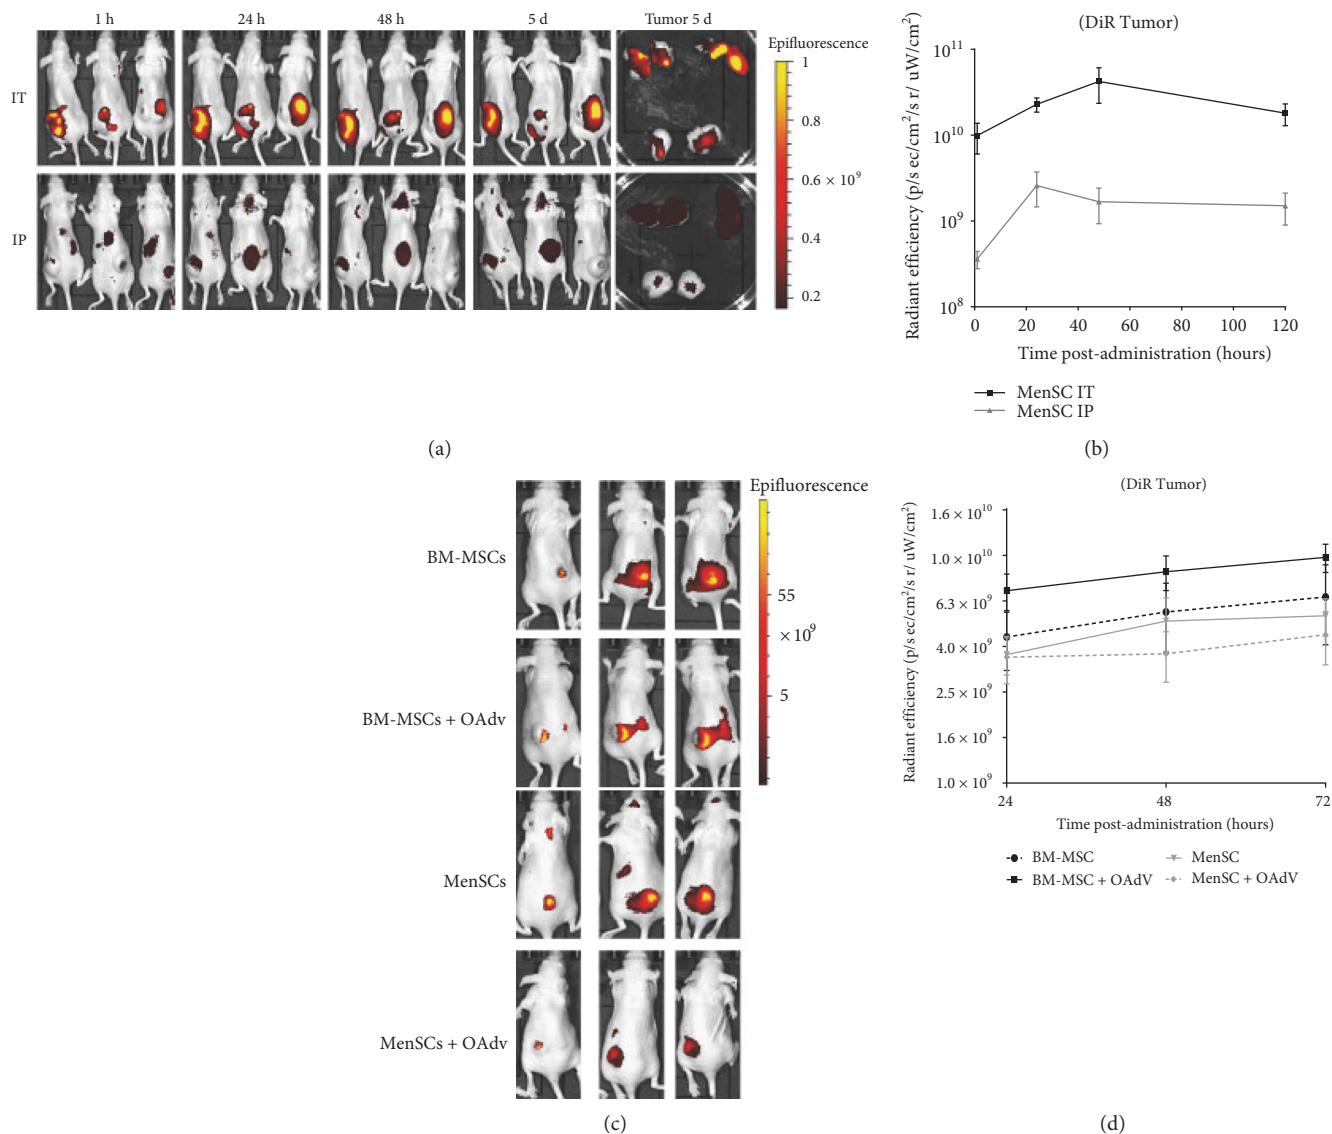 1 h
24 h
48 h
5 d
Tumor 5 d
Epifluorescence
IT
IP
1
0.8
0.6 × 10⁹
0.4
0.2
(a)
(DiR Tumor)
Radiant efficiency (p/s ec/cm²/s r/ uW/cm²)
10¹¹
10¹⁰
10⁹
10⁸
0 20 40 60 80 100 120
Time post-administration (hours)
MenSC IT
MenSC IP
(b)
Epifluorescence
BM-MSCs
BM-MSCs + OAdv
MenSCs
MenSCs + OAdv
55
× 10⁹
5
(c)
(DiR Tumor)
Radiant efficiency (p/s ec/cm²/s r/ uW/cm²)
1.6 × 10¹⁰
1.0 × 10¹⁰
6.3 × 10⁹
4.0 × 10⁹
2.5 × 10⁹
1.6 × 10⁹
1.0 × 10⁹
24 48 72
Time post-administration (hours)
BM-MSC
BM-MSC + OAdV
MenSC
MenSC + OAdV
(d)